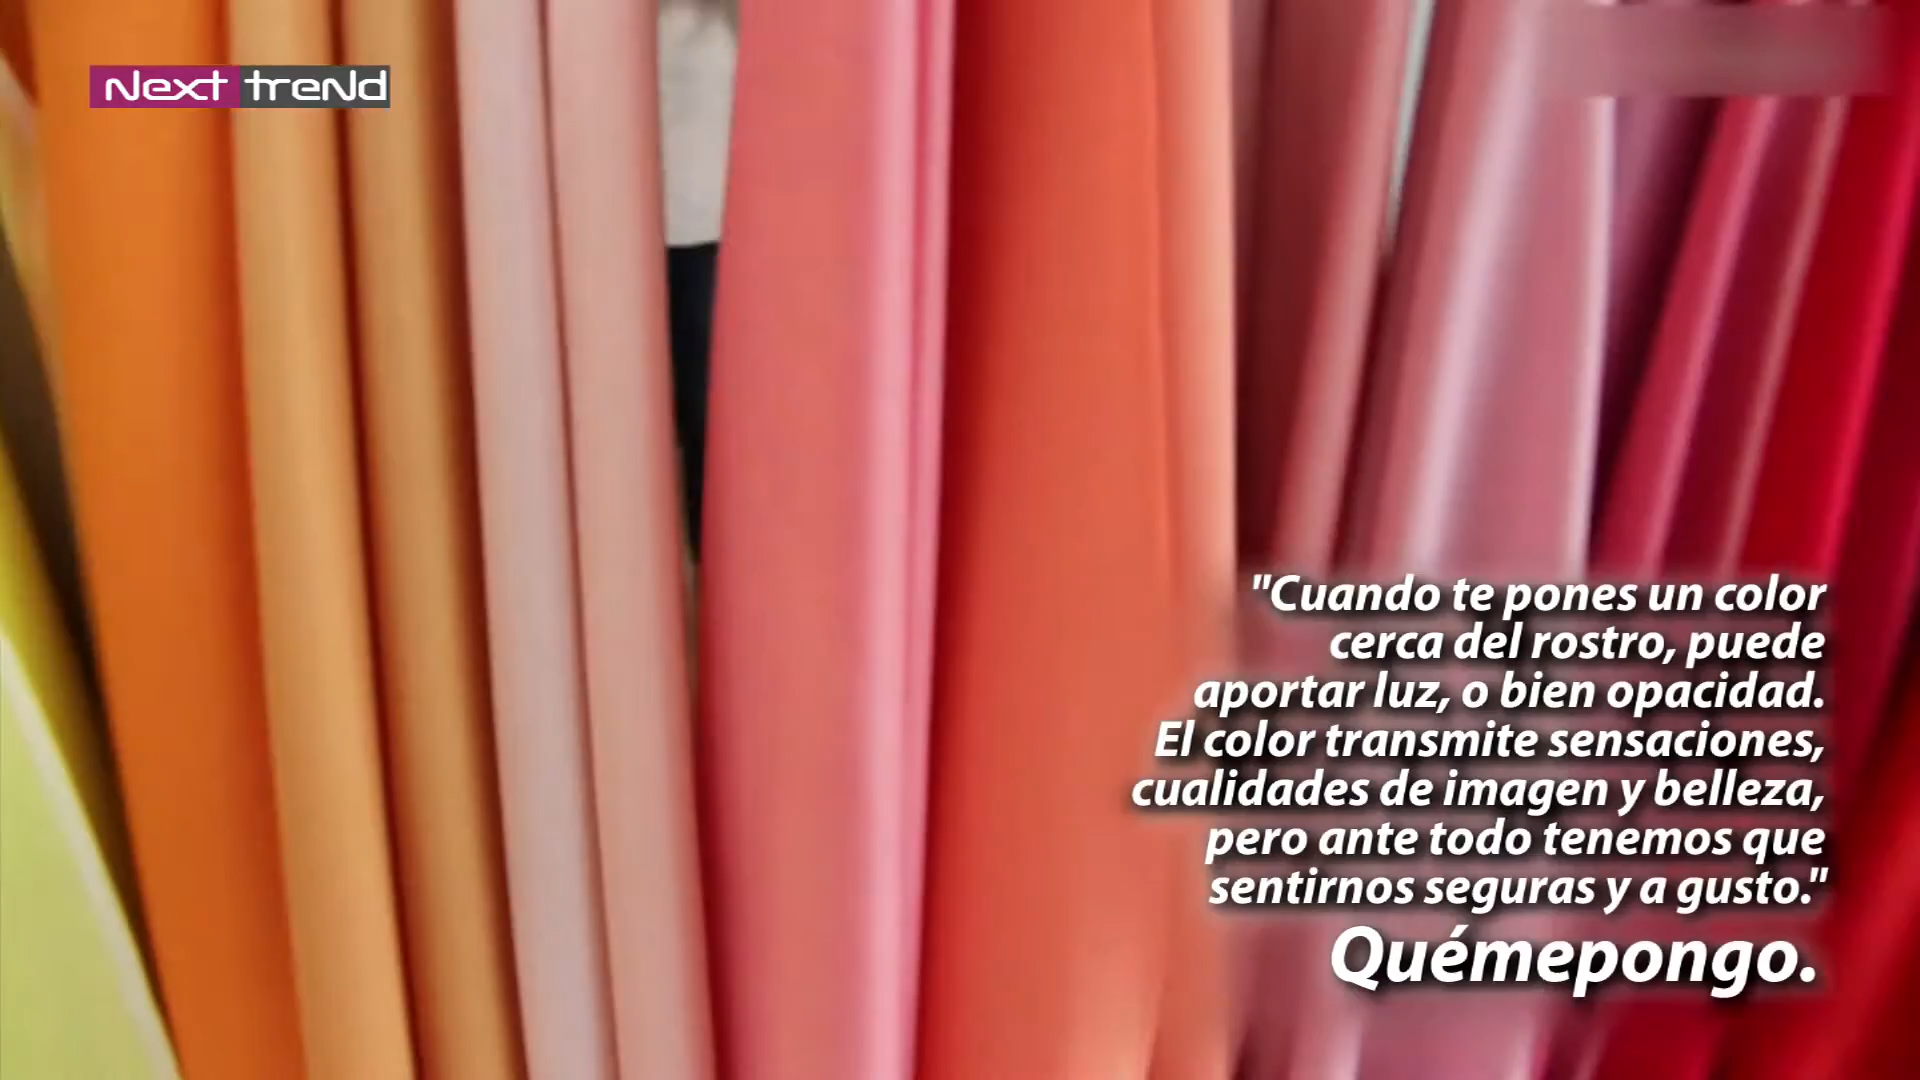 Next trend
"Cuando te pones un color
cerca del rostro, puede
aportar luz, o bien opacidad.
El color transmite sensaciones,
cualidades de imagen y belleza,
pero ante todo tenemos que
sentirnos seguras y a gusto."
Quémepongo.